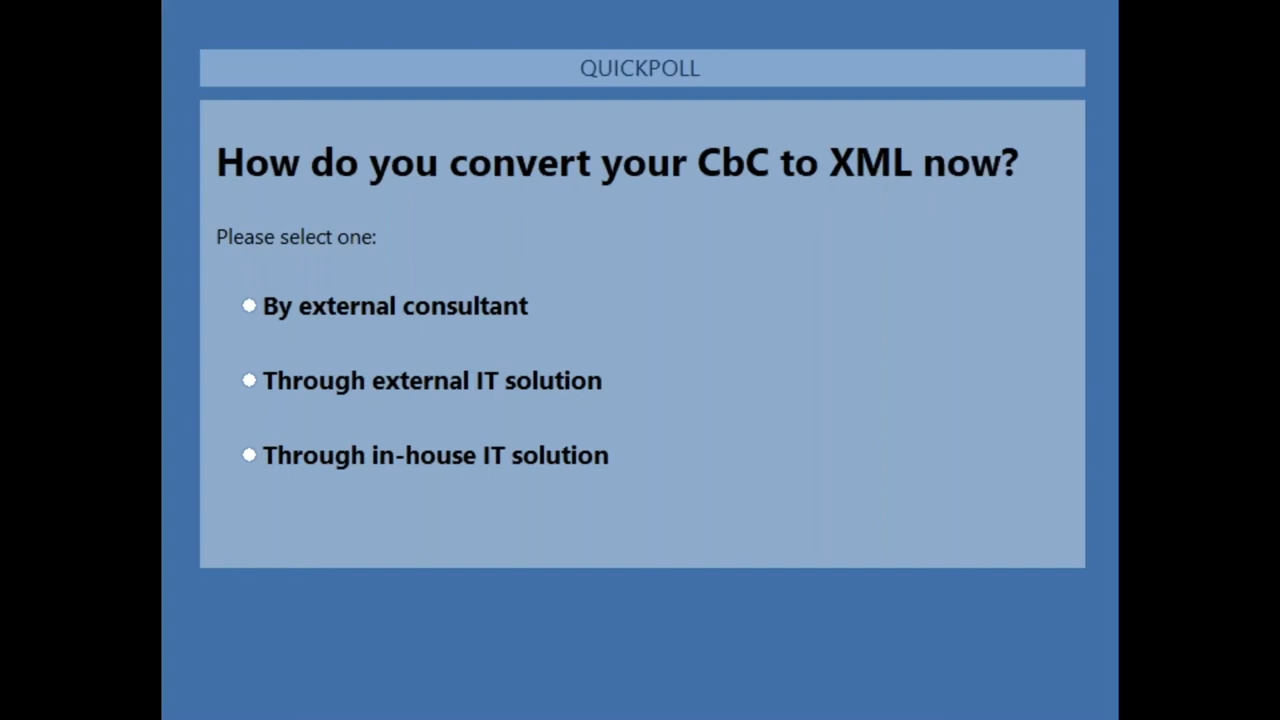 QUICKPOLL
How do you convert your CbC to XML now?
Please select one:
By external consultant
Through external IT solution
Through in-house IT solution